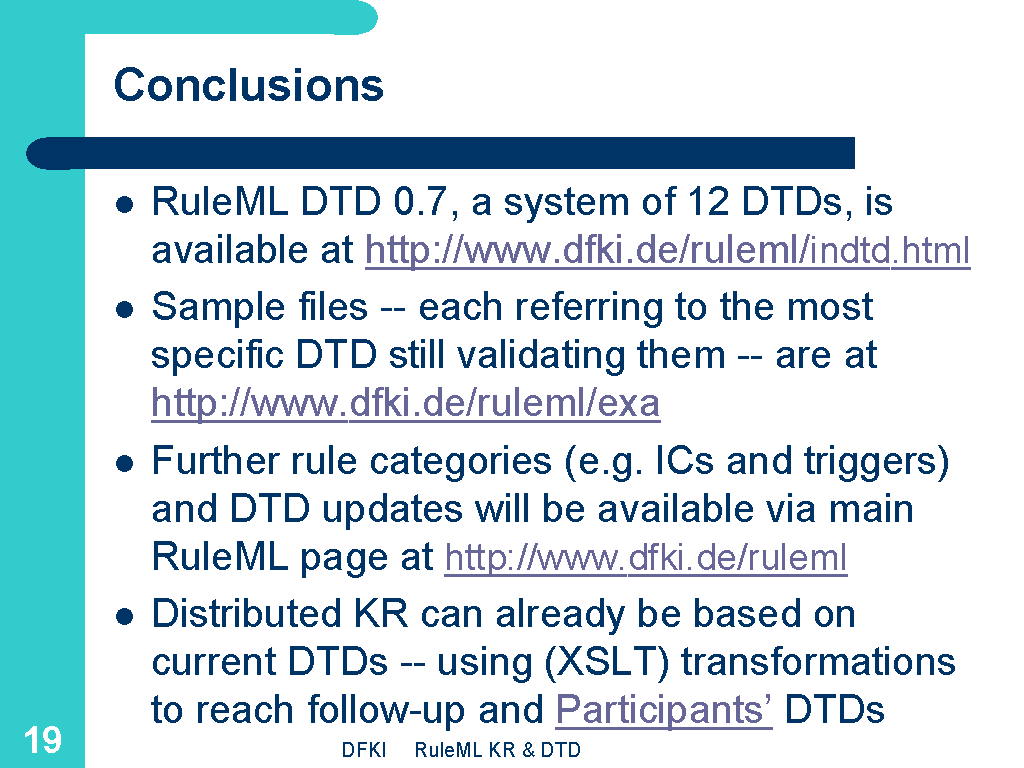 Conclusions
RuleML DTD 0.7, a system of 12 DTDs, is
available at http://www.dfki.de/ruleml/indtd.html
Sample files -- each referring to the most
specific DTD still validating them -- are at
http://www.dfki.de/ruleml/exa
Further rule categories (e.g. ICs and triggers)
and DTD updates will be available via main
RuleML page at http://www.dfki.de/ruleml
Distributed KR can already be based on
current DTDs -- using (XSLT) transformations
to reach follow-up and Participants’ DTDs
19
DFKI RuleML KR & DTD